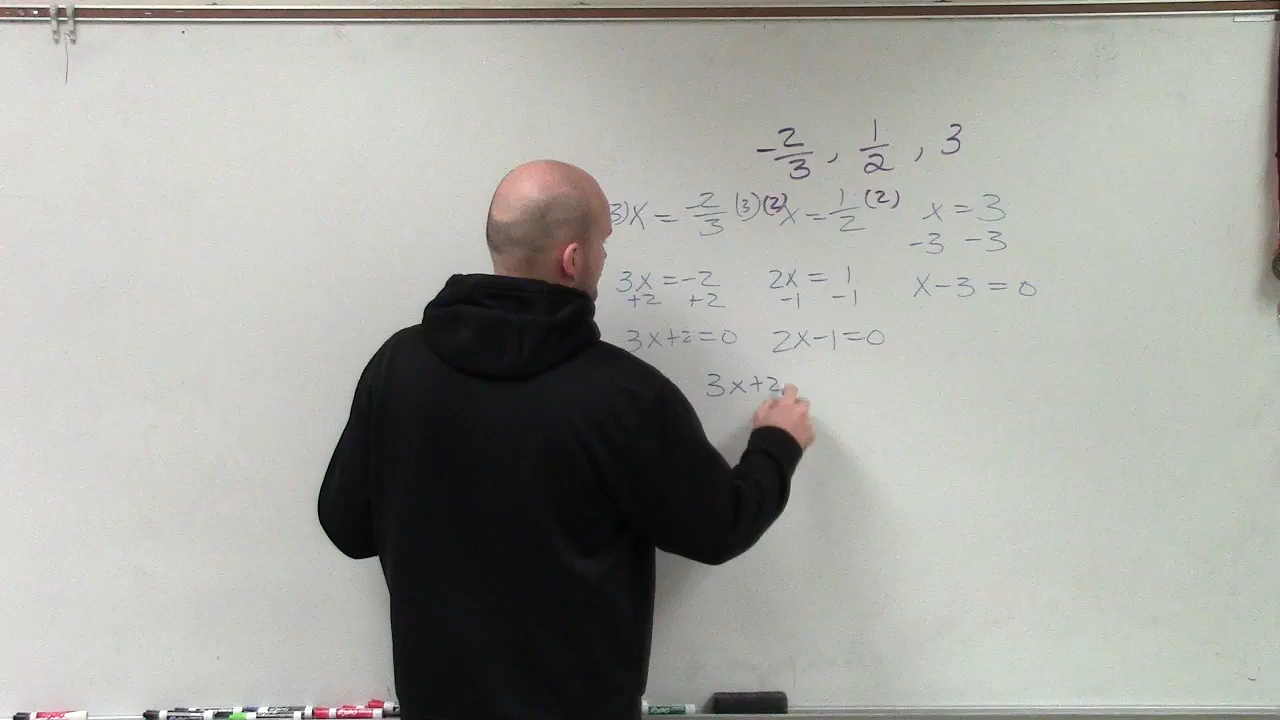 -2/3 , 1/2 , 3
3)x = -2/3 (3) (2)x = 1/2 (2) x = 3
-3 -3
3x = -2 2x = 1 x-3 = 0
+2 +2 -1 -1
3x+2=0 2x-1=0
3x+2